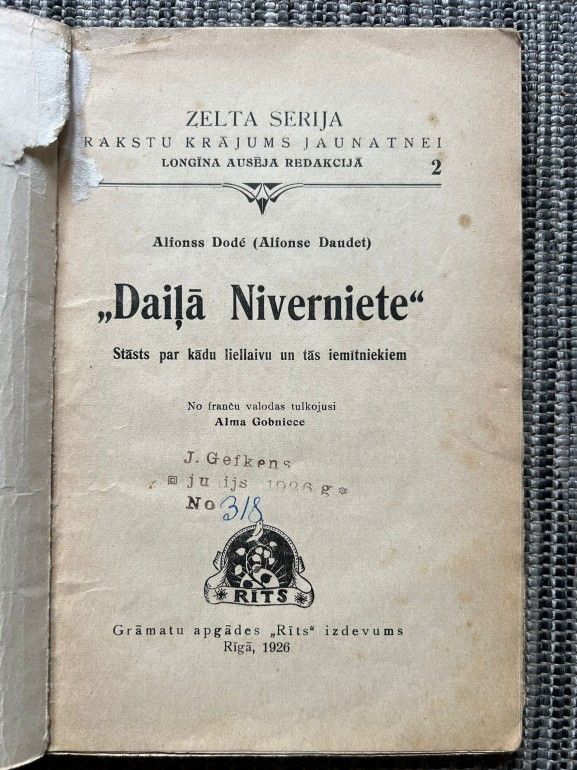 ZELTA SERIJA
RAKSTU KRĀJUMS JAUNATNEI
LONGĪNA AUSĒJA REDAKCIJĀ
2
Alfonss Dodé (Alfonse Daudet)
„Daiļā Niverniete“
Stāsts par kādu liellaivu un tās iemītniekiem
No franču valodas tulkojusi
Alma Gobniece
J. Gefkens
junijs 1926 g
No 318
RĪTS
Grāmatu apgādes „Rīts“ izdevums
Rīgā, 1926